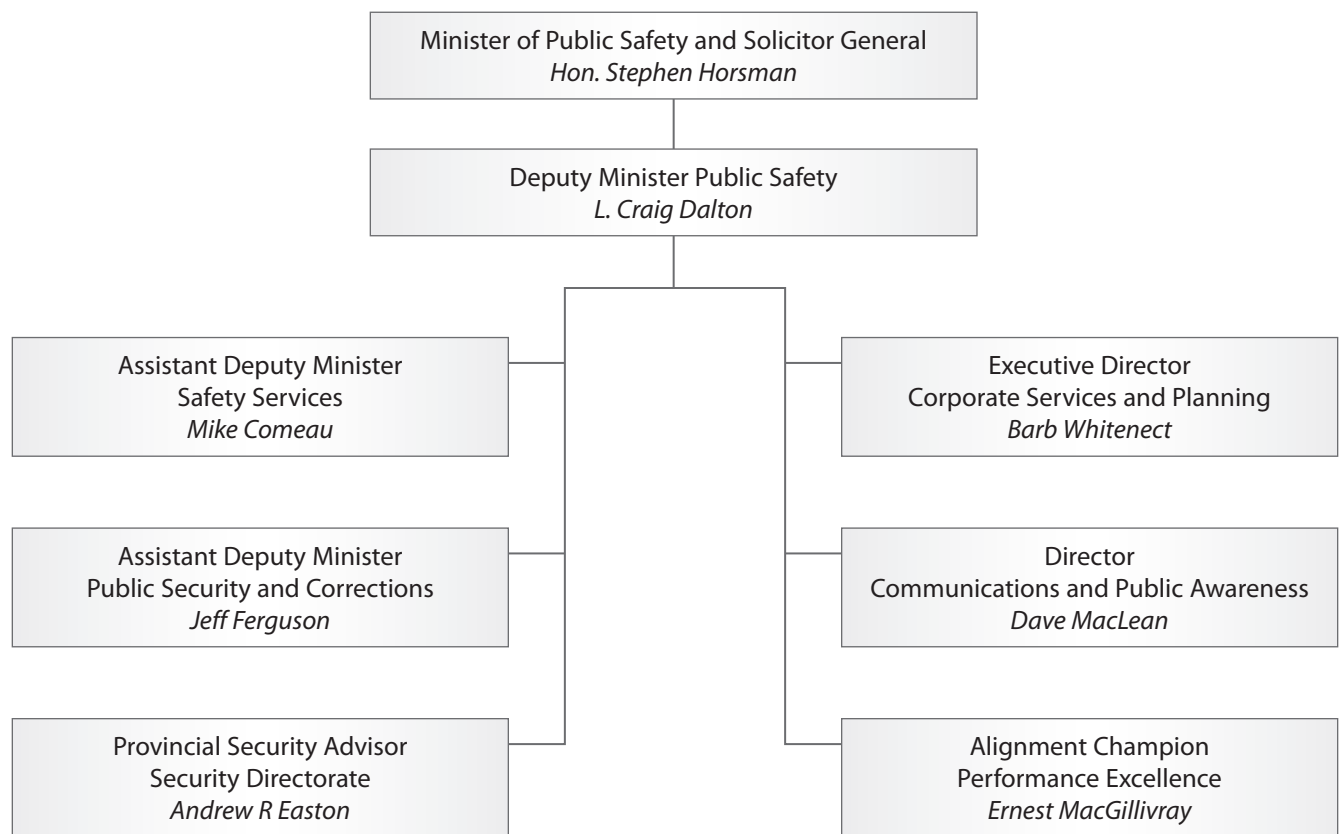 Minister of Public Safety and Solicitor General
Hon. Stephen Horsman
Deputy Minister Public Safety
L. Craig Dalton
Assistant Deputy Minister
Safety Services
Mike Comeau
Executive Director
Corporate Services and Planning
Barb Whitenect
Assistant Deputy Minister
Public Security and Corrections
Jeff Ferguson
Director
Communications and Public Awareness
Dave MacLean
Provincial Security Advisor
Security Directorate
Andrew R Easton
Alignment Champion
Performance Excellence
Ernest MacGillivray